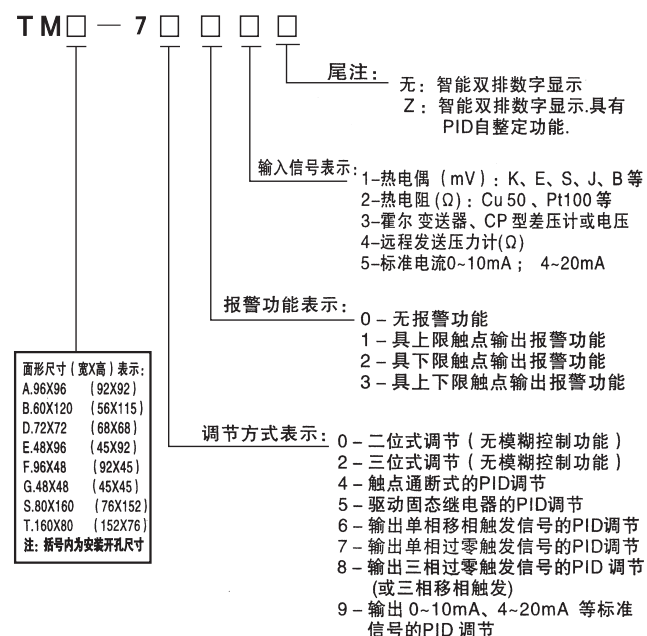 TM□－7□□□□
尾注：
无：智能双排数字显示
Z：智能双排数字显示.具有
PID自整定功能.
输入信号表示：
1-热电偶（mV）：K、E、S、J、B 等
2-热电阻(Ω)：Cu 50 、Pt100 等
3-霍尔 变送器、CP 型差压计或电压
4-远程发送压力计(Ω)
5-标准电流0~10mA； 4~20mA
报警功能表示：
0－无报警功能
1－具上限触点输出报警功能
2－具下限触点输出报警功能
3－具上下限触点输出报警功能
面形尺寸（宽X高）表示：
A.96X96 （92X92）
B.60X120 （56X115）
D.72X72 （68X68）
E.48X96 （45X92）
F.96X48 （92X45）
G.48X48 （45X45）
S.80X160 （76X152）
T.160X80 （152X76）
注：括号内为安装开孔尺寸
调节方式表示：
0－二位式调节（无模糊控制功能）
2－三位式调节（无模糊控制功能）
4－触点通断式的PID调节
5－驱动固态继电器的PID调节
6－输出单相移相触发信号的PID调节
7－输出单相过零触发信号的PID调节
8－输出三相过零触发信号的PID 调节
(或三相移相触发)
9－输出 0~10mA、4~20mA 等标准
信号的PID 调节